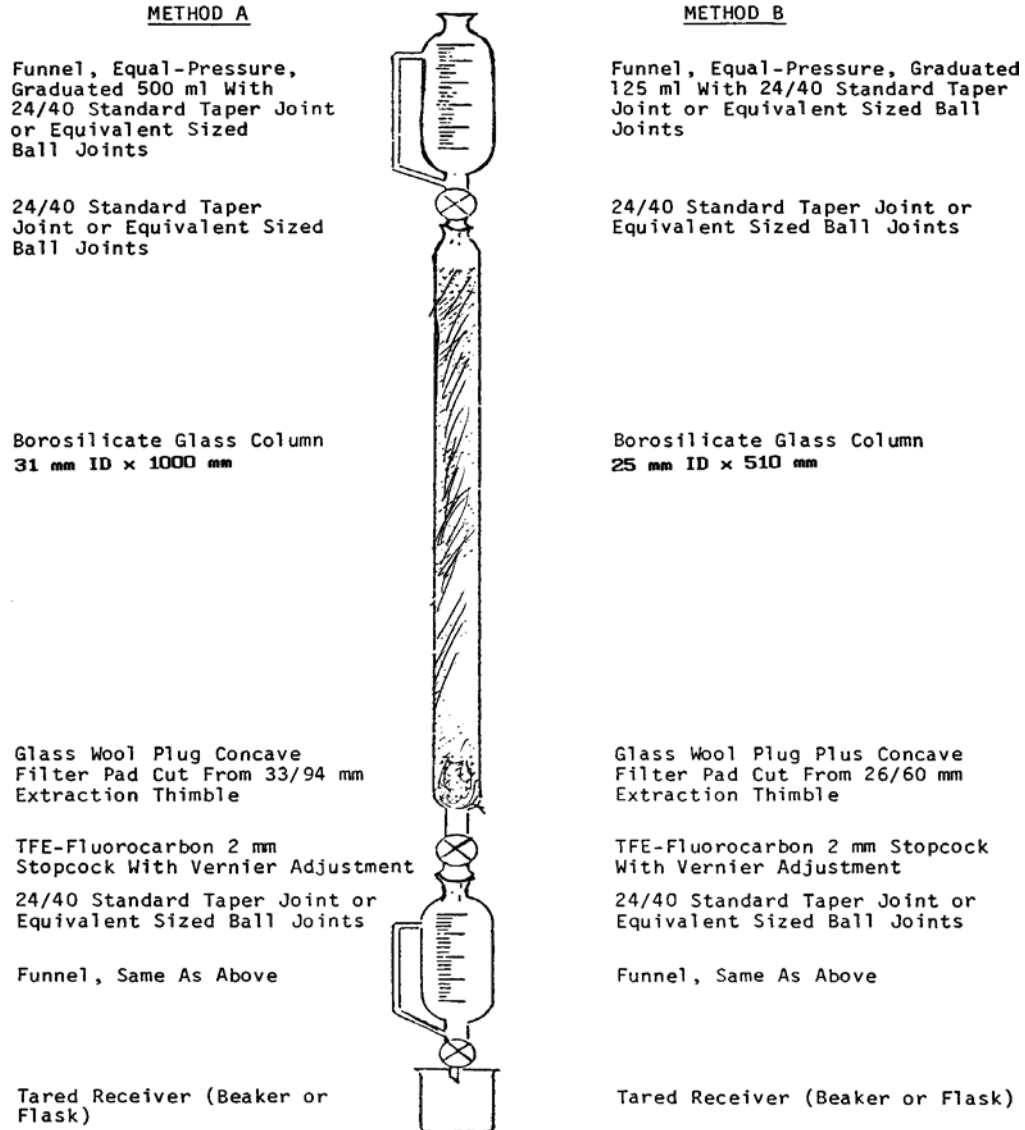 METHOD A
Funnel, Equal-Pressure,
Graduated 500 ml With
24/40 Standard Taper Joint
or Equivalent Sized
Ball Joints
24/40 Standard Taper
Joint or Equivalent Sized
Ball Joints
Borosilicate Glass Column
31 mm ID x 1000 mm
Glass Wool Plug Concave
Filter Pad Cut From 33/94 mm
Extraction Thimble
TFE-Fluorocarbon 2 mm
Stopcock With Vernier Adjustment
24/40 Standard Taper Joint or
Equivalent Sized Ball Joints
Funnel, Same As Above
Tared Receiver (Beaker or
Flask)
METHOD B
Funnel, Equal-Pressure, Graduated
125 ml With 24/40 Standard Taper
Joint or Equivalent Sized Ball
Joints
24/40 Standard Taper Joint or
Equivalent Sized Ball Joints
Borosilicate Glass Column
25 mm ID x 510 mm
Glass Wool Plug Plus Concave
Filter Pad Cut From 26/60 mm
Extraction Thimble
TFE-Fluorocarbon 2 mm Stopcock
With Vernier Adjustment
24/40 Standard Taper Joint or
Equivalent Sized Ball Joints
Funnel, Same As Above
Tared Receiver (Beaker or Flask)